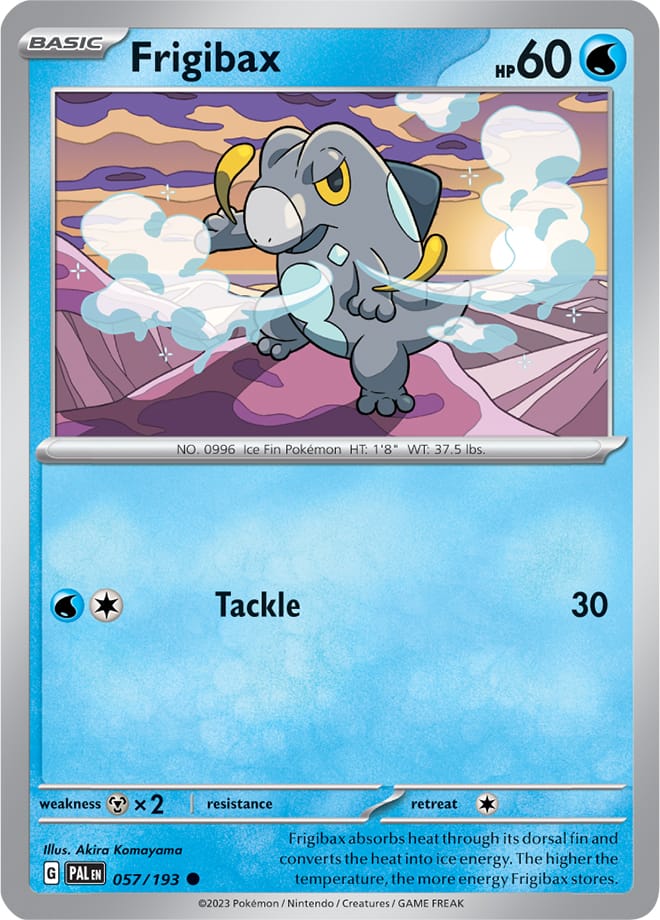 BASIC Frigibax HP 60
NO. 0996 Ice Fin Pokémon HT: 1'8" WT: 37.5 lbs.
Tackle 30
weakness ×2 resistance retreat
Illus. Akira Komayama
Frigibax absorbs heat through its dorsal fin and
converts the heat into ice energy. The higher the
temperature, the more energy Frigibax stores.
G PAL EN 057/193
©2023 Pokémon / Nintendo / Creatures / GAME FREAK